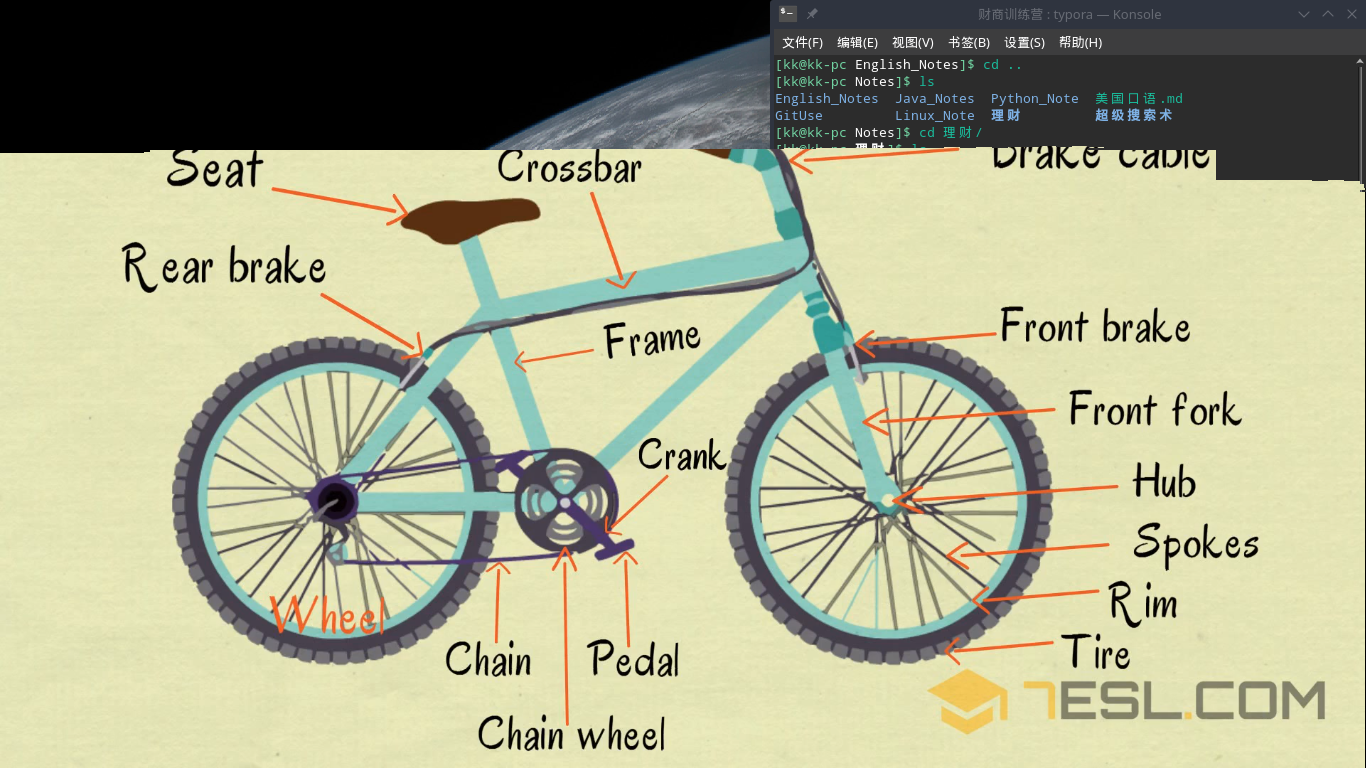 财商训练营 : typora — Konsole
文件(F) 编辑(E) 视图(V) 书签(B) 设置(S) 帮助(H)
[kk@kk-pc English_Notes]$ cd ..
[kk@kk-pc Notes]$ ls
English_Notes Java_Notes Python_Note 美国口语.md
GitUse Linux_Note 理财 超级搜索术
[kk@kk-pc Notes]$ cd 理财/
Seat
Crossbar
Brake cable
Rear brake
Frame
Front brake
Front fork
Crank
Hub
Spokes
Rim
Wheel
Tire
Chain
Pedal
7ESL.COM
Chain wheel